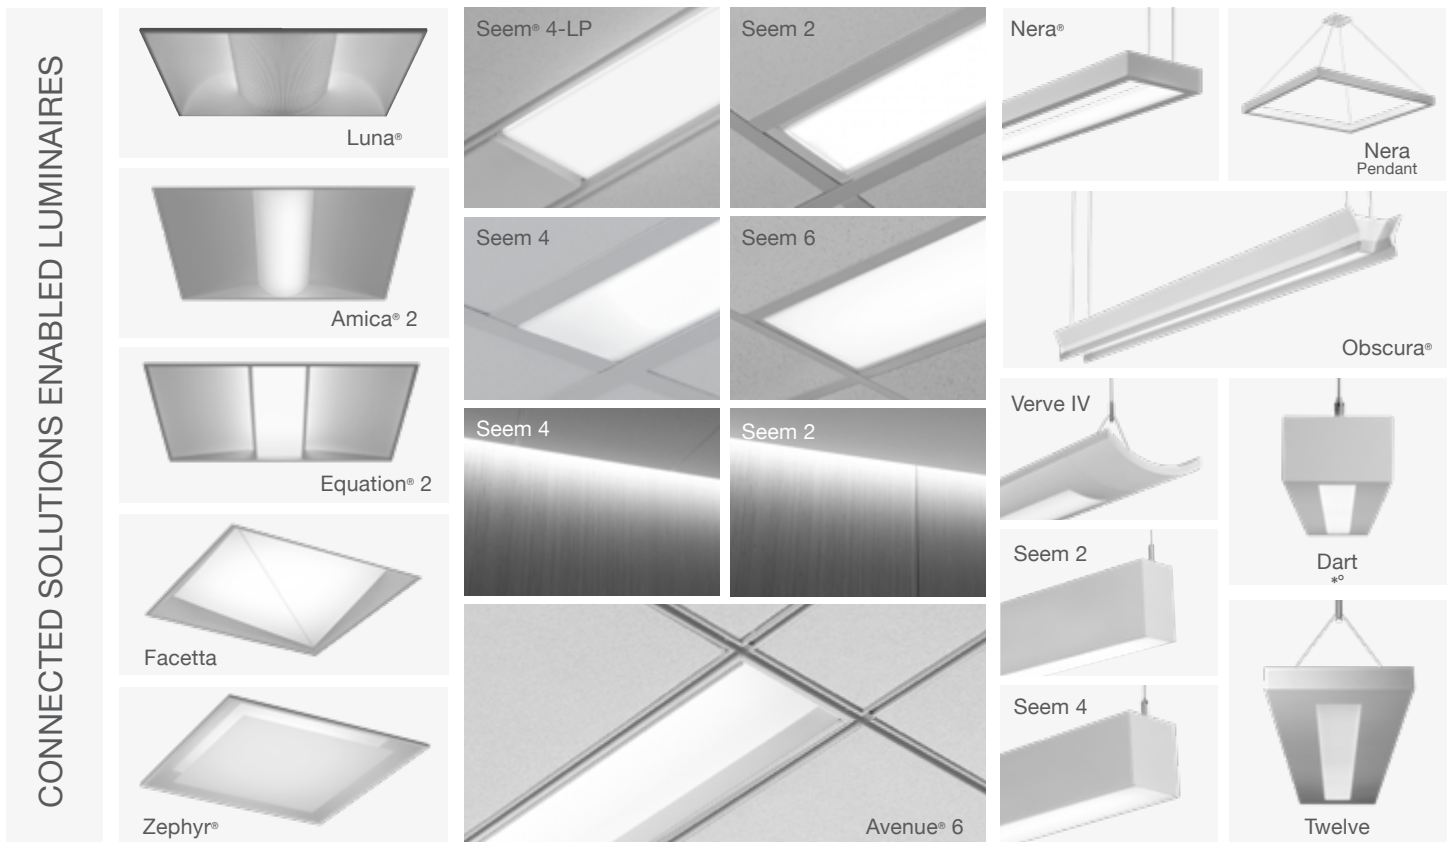 CONNECTED SOLUTIONS ENABLED LUMINAIRES
Luna®
Amica® 2
Equation® 2
Facetta
Zephyr®
Seem® 4-LP
Seem 2
Seem 4
Seem 6
Seem 4
Seem 2
Avenue® 6
Nera®
Nera
Pendant
Obscura®
Verve IV
Dart
*°
Seem 2
Seem 4
Twelve